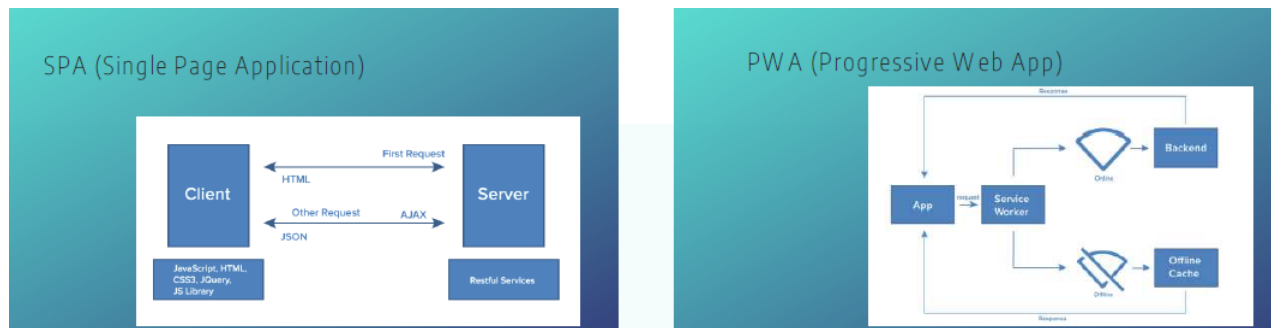 SPA (Single Page Application)
First Request
Client
Server
HTML
Other Request
AJAX
JSON
JavaScript, HTML,
CSS3, JQuery,
JS Library
Restful Services
PWA (Progressive Web App)
Response
Backend
Online
App
request
Service
Worker
Offline
Cache
Offline
Response